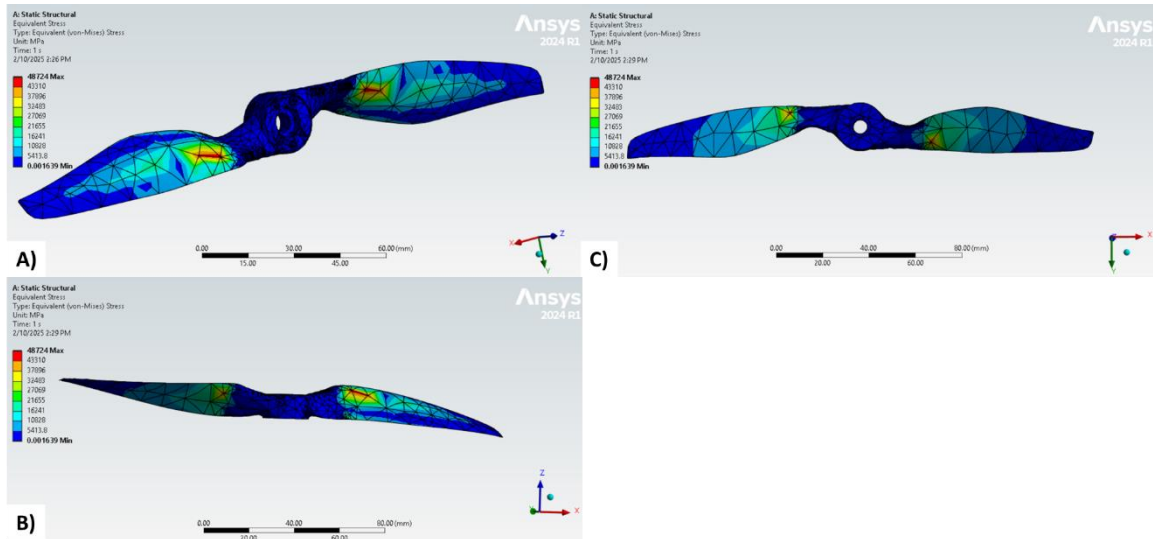 A: Static Structural
Equivalent Stress
Type: Equivalent (von-Mises) Stress
Unit: MPa
Time: 1 s
2/10/2025 2:26 PM
48724 Max
43310
37896
32483
27069
21655
16241
10828
5413.8
0.001639 Min
Ansys
2024 R1
0.00 30.00 60.00 (mm)
15.00 45.00
X Z
Y
A)
A: Static Structural
Equivalent Stress
Type: Equivalent (von-Mises) Stress
Unit: MPa
Time: 1 s
2/10/2025 2:29 PM
48724 Max
43310
37896
32483
27069
21655
16241
10828
5413.8
0.001639 Min
Ansys
2024 R1
0.00 40.00 80.00 (mm)
20.00 60.00
X
Y
C)
A: Static Structural
Equivalent Stress
Type: Equivalent (von-Mises) Stress
Unit: MPa
Time: 1 s
2/10/2025 2:29 PM
48724 Max
43310
37896
32483
27069
21655
16241
10828
5413.8
0.001639 Min
Ansys
2024 R1
0.00 40.00 80.00 (mm)
20.00 60.00
Z
X
B)